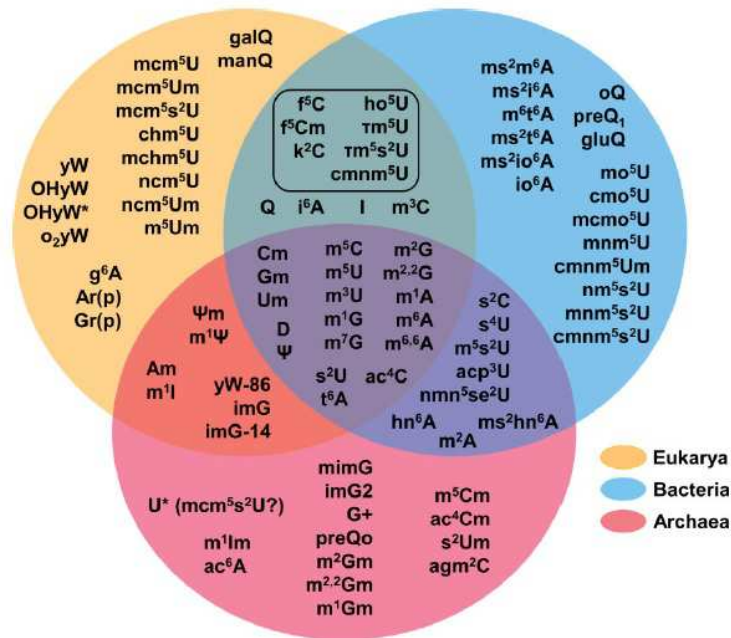 galQ
manQ
mcm⁵U
mcm⁵Um
mcm⁵s²U
chm⁵U
mchm⁵U
ncm⁵U
ncm⁵Um
m⁵Um
yW
OHyW
OHyW*
o₂yW
g⁶A
Ar(p)
Gr(p)
f⁵C ho⁵U
f⁵Cm τm⁵U
k²C τm⁵s²U
cmnm⁵U
Q i⁶A I m³C
ms²m⁶A
ms²i⁶A
m⁶t⁶A
ms²t⁶A
ms²io⁶A
io⁶A
oQ
preQ₁
gluQ
mo⁵U
cmo⁵U
mcmo⁵U
mnm⁵U
cmnm⁵Um
nm⁵s²U
mnm⁵s²U
cmnm⁵s²U
Cm
Gm
Um
D
Ψ
m⁵C m²G
m⁵U m²,²G
m³U m¹A
m¹G m⁶A
m⁷G m⁶,⁶A
s²U ac⁴C
t⁶A
Ψm
m¹Ψ
Am
m¹I
yW-86
imG
imG-14
s²C
s⁴U
m⁵s²U
acp³U
nmn⁵se²U
hn⁶A ms²hn⁶A
m²A
U* (mcm⁵s²U?)
m¹Im
ac⁶A
mimG
imG2
G+
preQo
m²Gm
m²,²Gm
m¹Gm
m⁵Cm
ac⁴Cm
s²Um
agm²C
Eukarya
Bacteria
Archaea